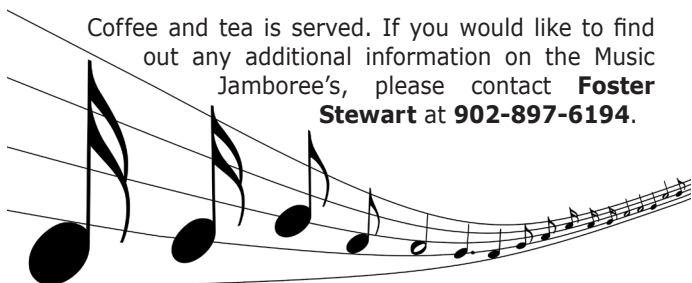 Coffee and tea is served. If you would like to find
out any additional information on the Music
Jamboree’s, please contact Foster
Stewart at 902-897-6194.